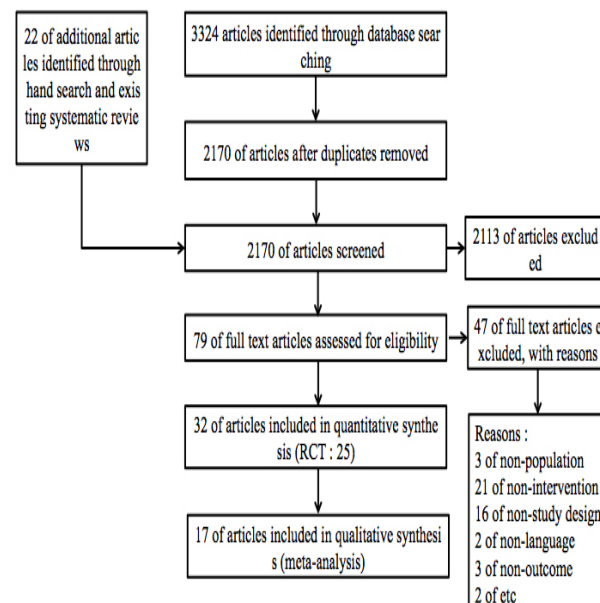 22 of additional artic
les identified through
hand search and exis
ting systematic revie
ws
3324 articles identified through database sear
ching
2170 of articles after duplicates removed
2170 of articles screened
2113 of articles exclud
ed
79 of full text articles assessed for eligibility
47 of full text articles e
xcluded, with reasons
32 of articles included in quantitative synthe
sis (RCT : 25)
Reasons :
3 of non-population
21 of non-intervention
16 of non-study design
2 of non-language
3 of non-outcome
2 of etc
17 of articles included in qualitative synthesi
s (meta-analysis)